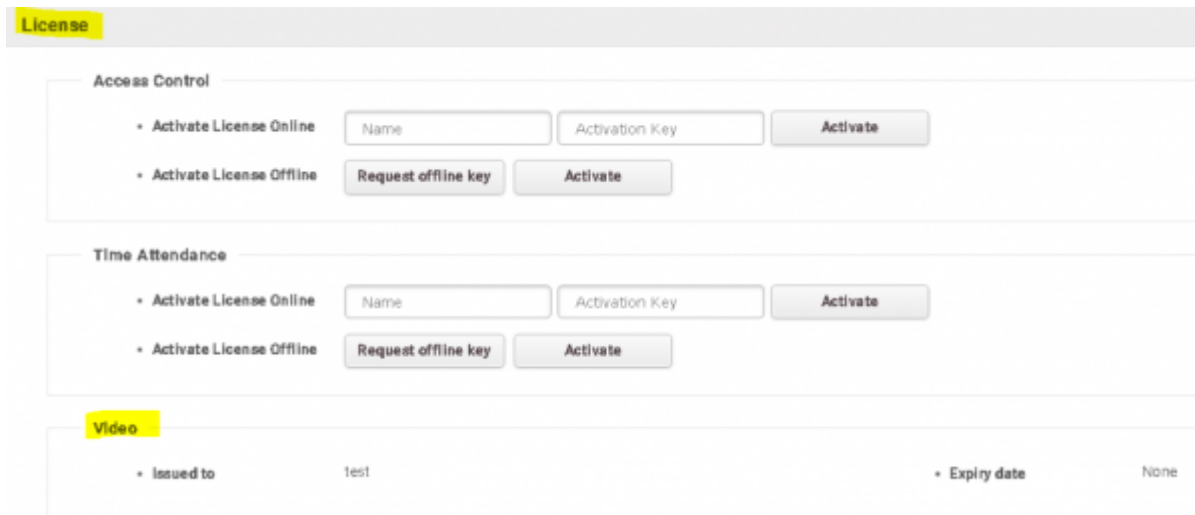 License
Access Control
• Activate License Online Name Activation Key Activate
• Activate License Offline Request offline key Activate
Time Attendance
• Activate License Online Name Activation Key Activate
• Activate License Offline Request offline key Activate
Video
• Issued to test • Expiry date None